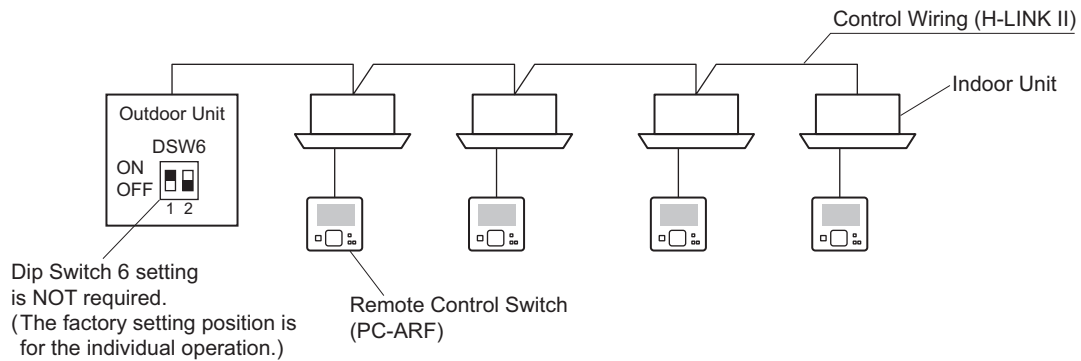 Control Wiring (H-LINK II)
Indoor Unit
Outdoor Unit
DSW6
ON
OFF
1 2
Dip Switch 6 setting
is NOT required.
(The factory setting position is
for the individual operation.)
Remote Control Switch
(PC-ARF)